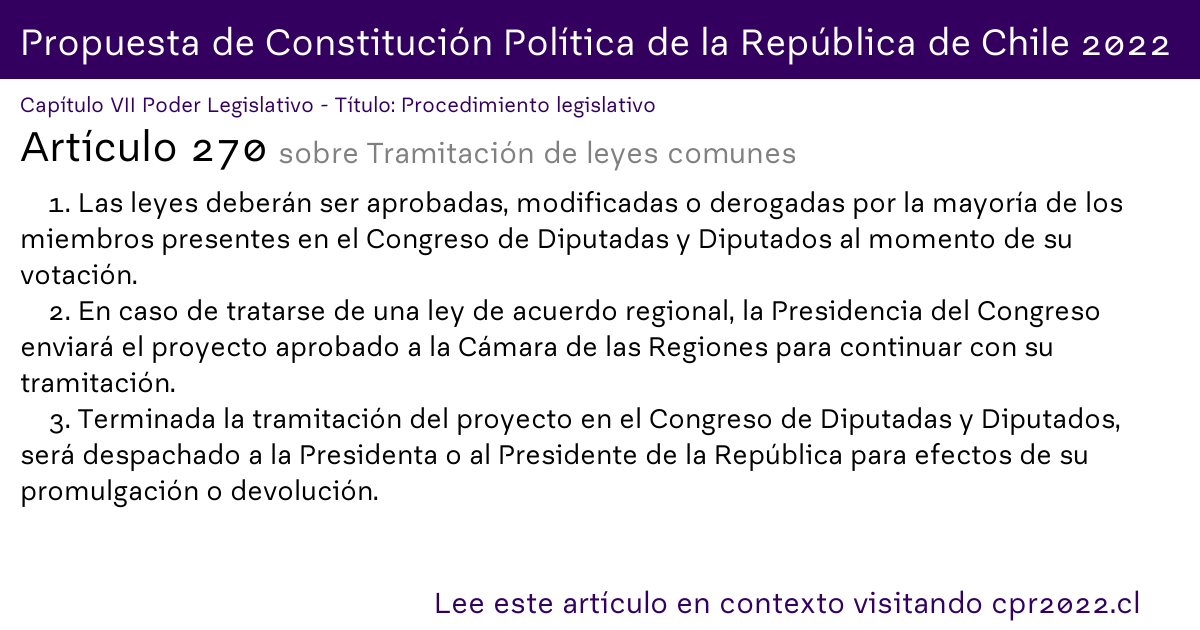 Propuesta de Constitución Política de la República de Chile 2022
Capítulo VII Poder Legislativo - Título: Procedimiento legislativo
Artículo 270 sobre Tramitación de leyes comunes
1. Las leyes deberán ser aprobadas, modificadas o derogadas por la mayoría de los
miembros presentes en el Congreso de Diputadas y Diputados al momento de su
votación.
2. En caso de tratarse de una ley de acuerdo regional, la Presidencia del Congreso
enviará el proyecto aprobado a la Cámara de las Regiones para continuar con su
tramitación.
3. Terminada la tramitación del proyecto en el Congreso de Diputadas y Diputados,
será despachado a la Presidenta o al Presidente de la República para efectos de su
promulgación o devolución.
Lee este artículo en contexto visitando cpr2022.cl